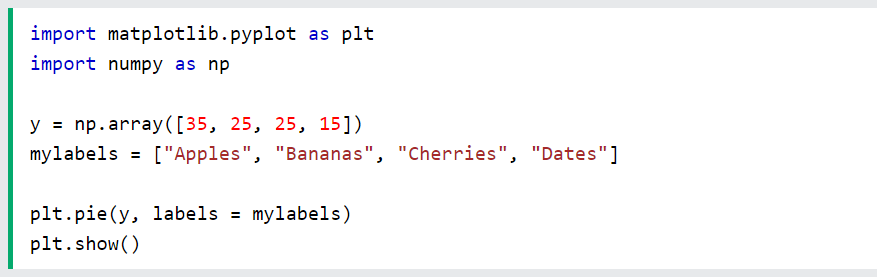 import matplotlib.pyplot as plt
import numpy as np
y = np.array([35, 25, 25, 15])
mylabels = ["Apples", "Bananas", "Cherries", "Dates"]
plt.pie(y, labels = mylabels)
plt.show()